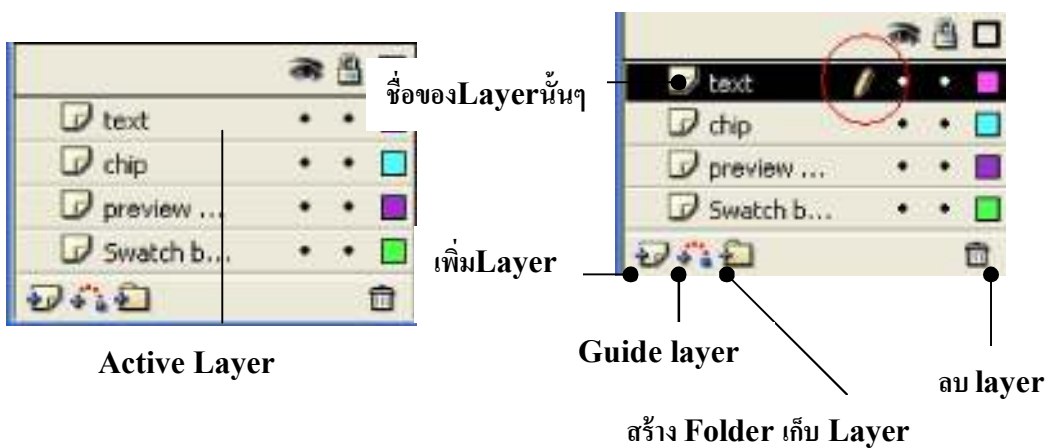 text
chip
preview ...
Swatch b...
Active Layer
ชื่อของLayerนั้นๆ
text
chip
preview ...
Swatch b...
เพิ่มLayer
Guide layer
ลบ layer
สร้าง Folder เก็บ Layer